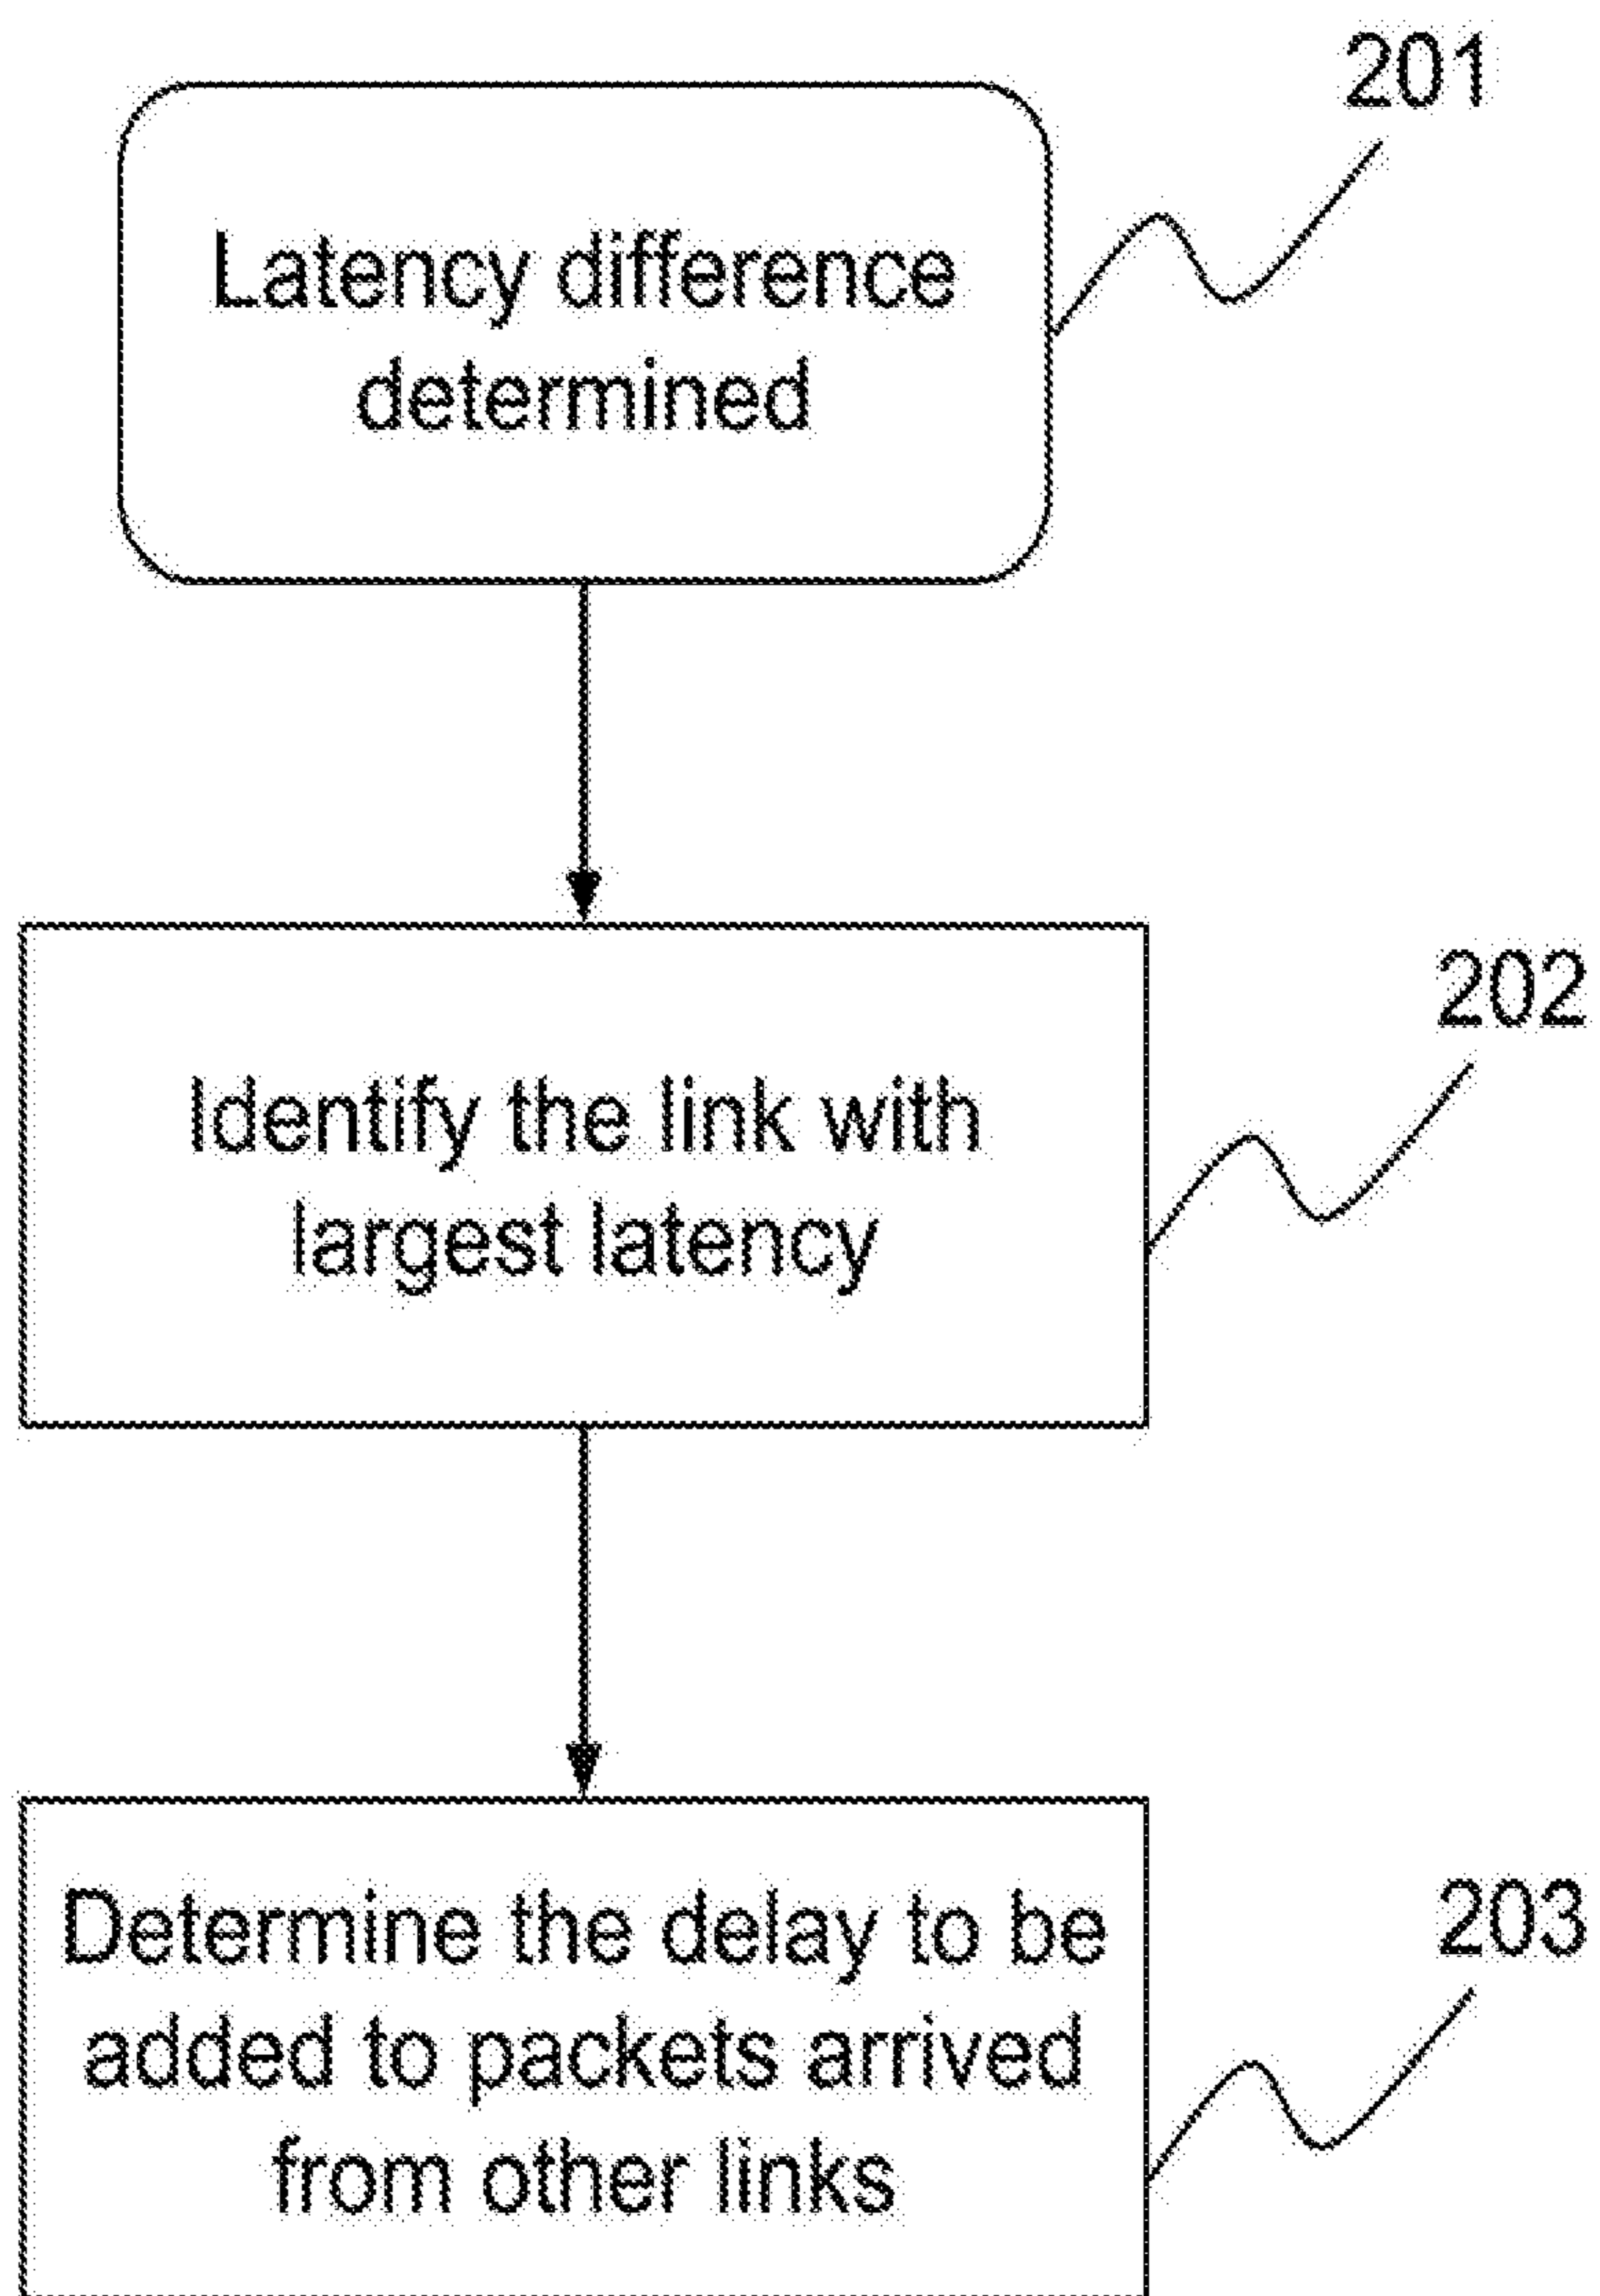 201
Latency difference
determined
202
Identify the link with
largest latency
203
Determine the delay to be
added to packets arrived
from other links